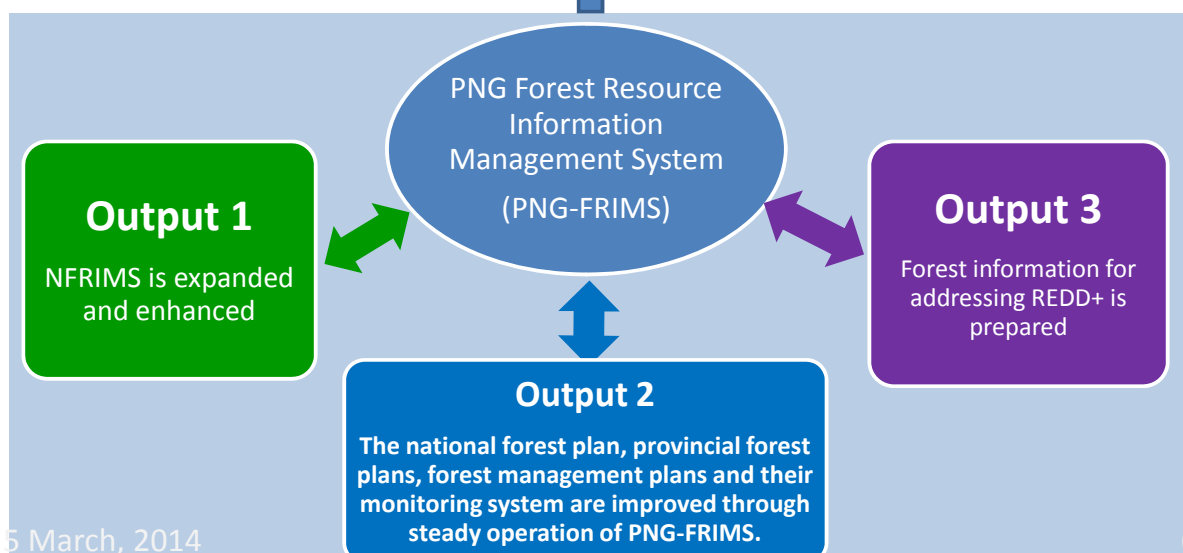 PNG Forest Resource
Information
Management System
(PNG-FRIMS)
Output 1
NFRIMS is expanded
and enhanced
Output 3
Forest information for
addressing REDD+ is
prepared
Output 2
The national forest plan, provincial forest
plans, forest management plans and their
monitoring system are improved through
steady operation of PNG-FRIMS.
5 March, 2014